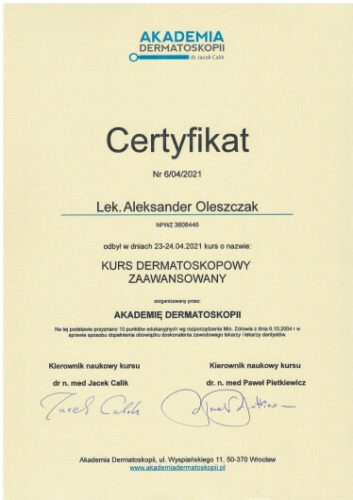 AKADEMIA
DERMATOSKOPII
dr Jacek Calik
Certyfikat
Nr 6/04/2021
Lek. Aleksander Oleszczak
NPWZ 3606446
odbył w dniach 23-24.04.2021 kurs o nazwie:
KURS DERMATOSKOPOWY
ZAAWANSOWANY
zorganizowany przez:
AKADEMIĘ DERMATOSKOPII
Na tej podstawie przyznano 10 punktów edukacyjnych wg rozporządzenia Min. Zdrowia z dnia 6.10.2004 r w
sprawie sposobu dopełnienia obowiązku doskonalenia zawodowego lekarzy i lekarzy dentystów.
Kierownik naukowy kursu
dr n. med Jacek Calik
Jacek Calik
Kierownik naukowy kursu
dr n. med Paweł Pietkiewicz
Akademia Dermatoskopii, ul. Wyspiańskiego 11, 50-370 Wrocław
www.akademiadermatoskopii.pl